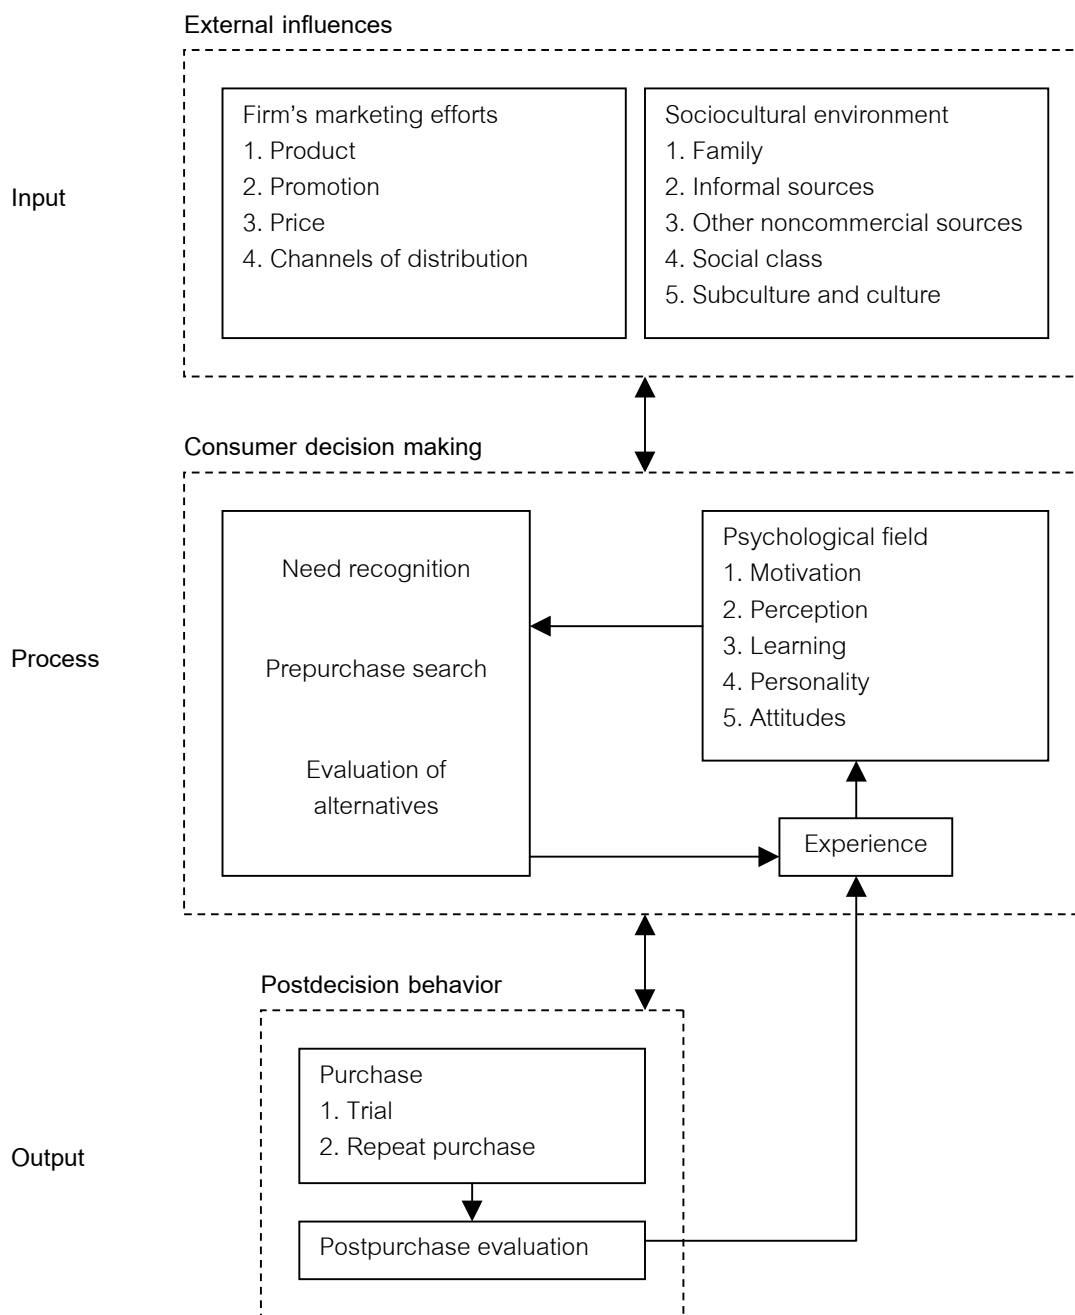 External influences
Input
Firm's marketing efforts
1. Product
2. Promotion
3. Price
4. Channels of distribution
Sociocultural environment
1. Family
2. Informal sources
3. Other noncommercial sources
4. Social class
5. Subculture and culture
Consumer decision making
Process
Need recognition
Prepurchase search
Evaluation of
alternatives
Psychological field
1. Motivation
2. Perception
3. Learning
4. Personality
5. Attitudes
Experience
Postdecision behavior
Output
Purchase
1. Trial
2. Repeat purchase
Postpurchase evaluation